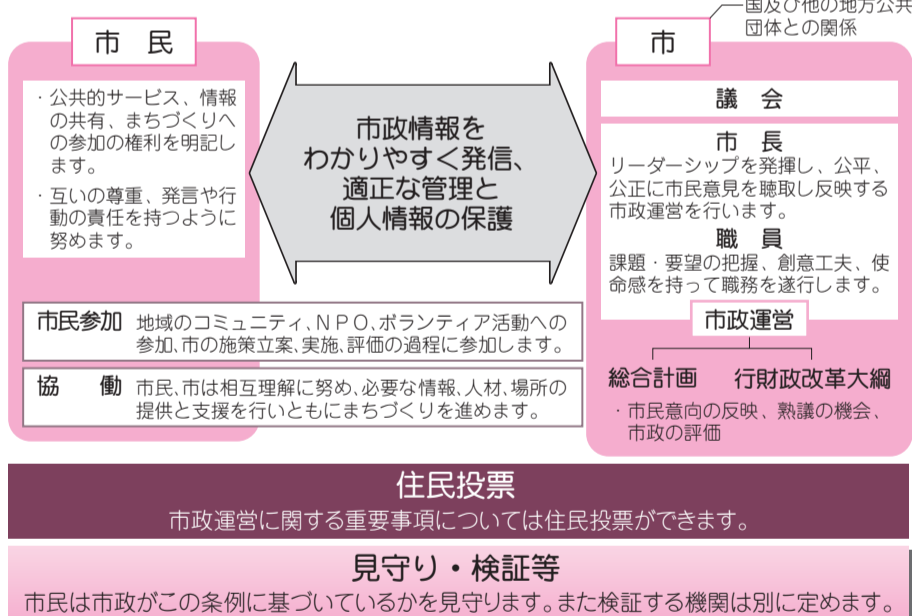 国及び他の地方公共
団体との関係
市 民
・公共的サービス、情報
の共有、まちづくりへ
の参加の権利を明記し
ます。
・互いの尊重、発言や行
動の責任を持つように
努めます。
市政情報を
わかりやすく発信、
適正な管理と
個人情報の保護
市
議 会
市 長
リーダーシップを発揮し、公平、
公正に市民意見を聴取し反映する
市政運営を行います。
職 員
課題・要望の把握、創意工夫、使
命感を持って職務を遂行します。
市政運営
総合計画 行財政改革大綱
・市民意向の反映、熟議の機会、
市政の評価
市民参加 地域のコミュニティ、NPO、ボランティア活動への
参加、市の施策立案、実施、評価の過程に参加します。
協 働 市民、市は相互理解に努め、必要な情報、人材、場所の
提供と支援を行いともにまちづくりを進めます。
住民投票
市政運営に関する重要事項については住民投票ができます。
見守り・検証等
市民は市政がこの条例に基づいているかを見守ります。また検証する機関は別に定めます。